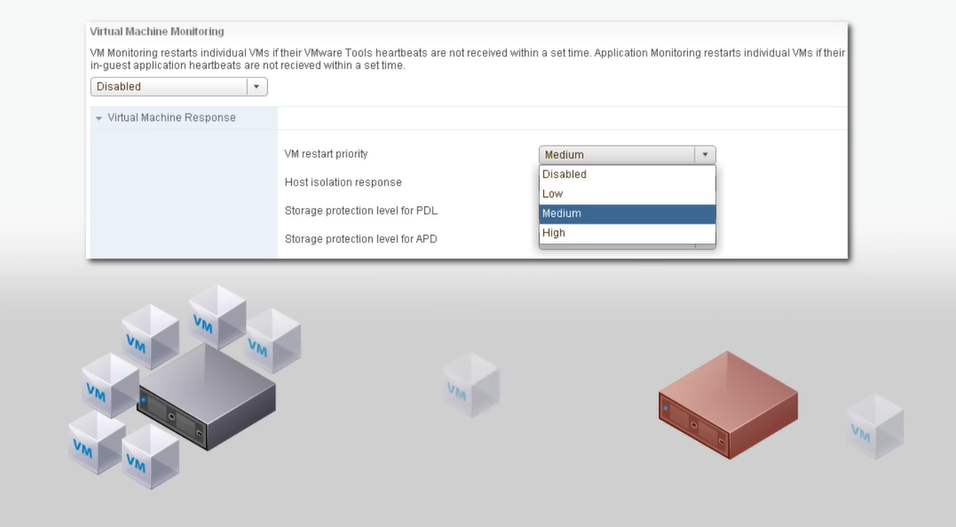 Virtual Machine Monitoring
VM Monitoring restarts individual VMs if their VMware Tools heartbeats are not received within a set time. Application Monitoring restarts individual VMs if their
in-guest application heartbeats are not recieved within a set time.
Disabled
Virtual Machine Response
VM restart priority
Medium
Disabled
Low
Medium
High
Host isolation response
Storage protection level for PDL
Storage protection level for APD
VM
VM
VM
VM
VM
VM
VM
VM